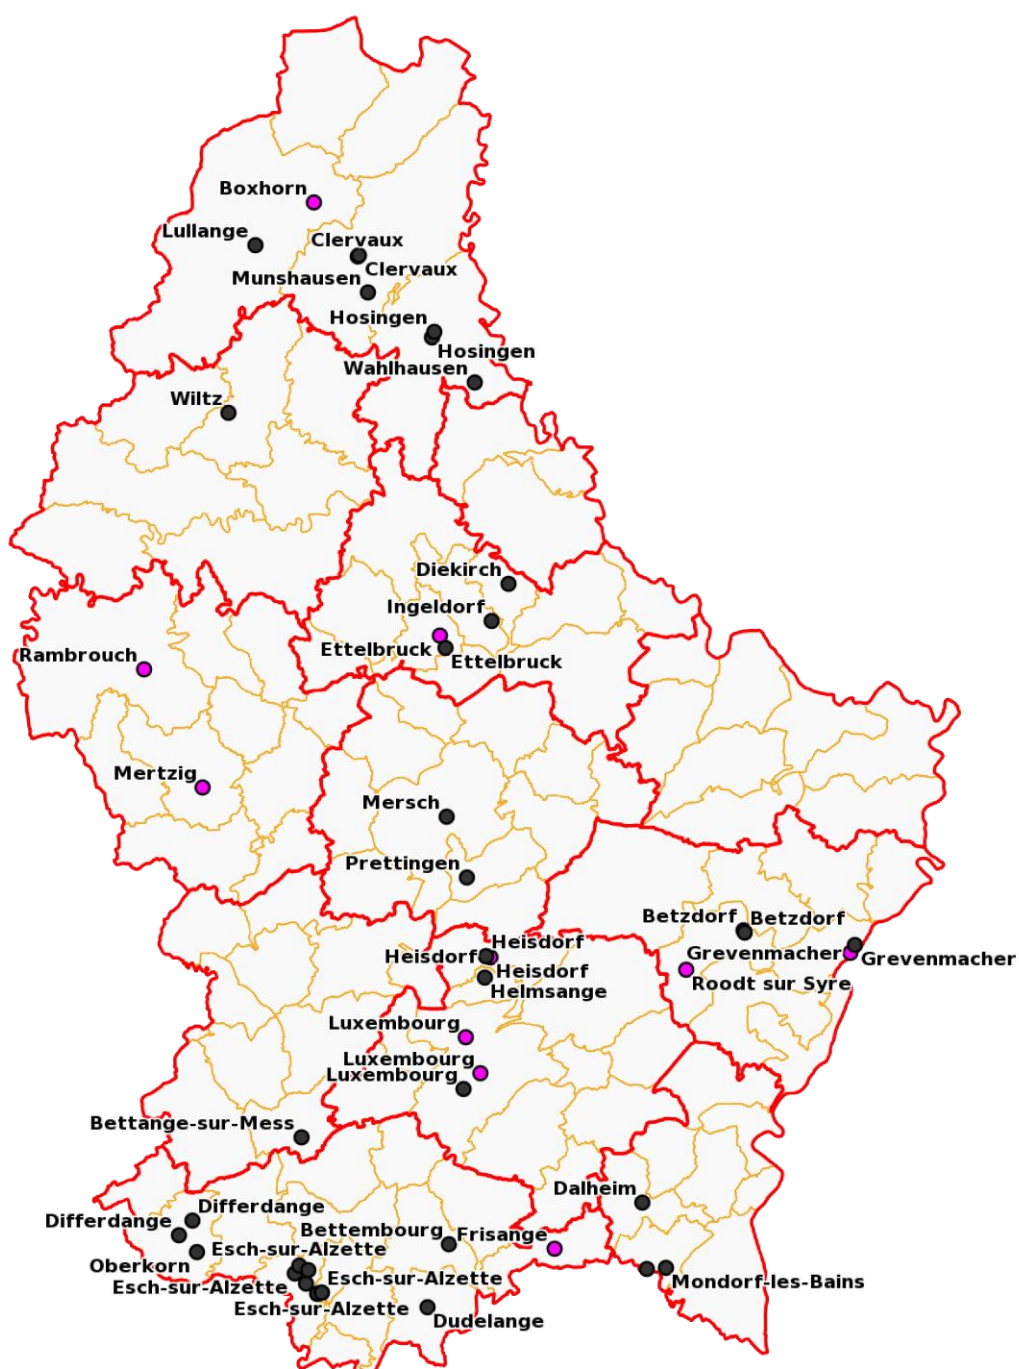 Boxhorn
Lullange
Clervaux
Clervaux
Munshausen
Hosingen
Hosingen
Wahlhausen
Wiltz
Diekirch
Ingeldorf
Ettelbruck
Ettelbruck
Rambrouch
Mertzig
Mersch
Prettingen
Betzdorf
Betzdorf
Heisdorf
Heisdorf
Grevenmacher
Grevenmacher
Heisdorf
Roodt sur Syre
Helmsange
Luxembourg
Luxembourg
Luxembourg
Bettange-sur-Mess
Dalheim
Differdange
Differdange
Bettembourg
Frisange
Esch-sur-Alzette
Oberkorn
Esch-sur-Alzette
Esch-sur-Alzette
Mondorf-les-Bains
Esch-sur-Alzette
Dudelange